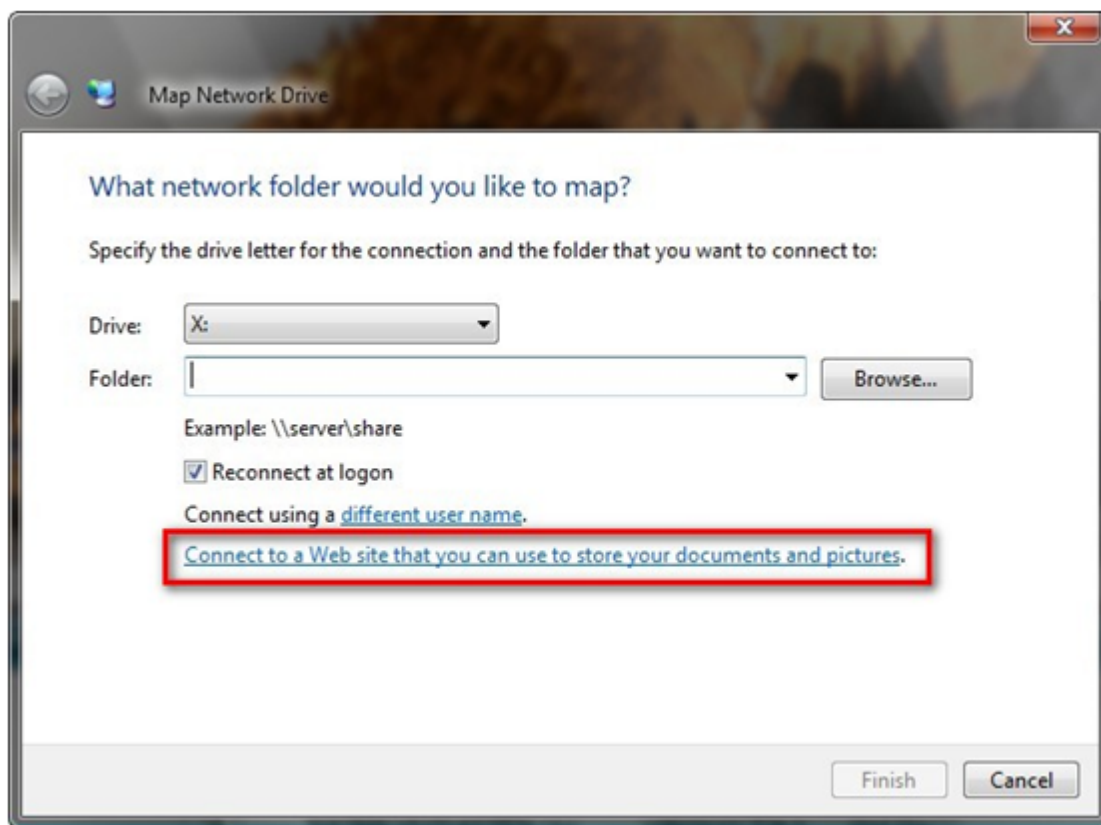 Map Network Drive
What network folder would you like to map?
Specify the drive letter for the connection and the folder that you want to connect to:
Drive: X:
Folder: Browse...
Example: \\server\share
Reconnect at logon
Connect using a different user name.
Connect to a Web site that you can use to store your documents and pictures.
Finish Cancel